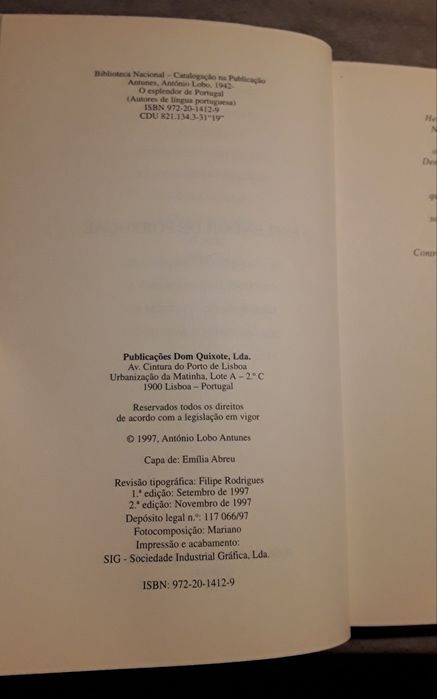 Biblioteca Nacional – Catalogação na Publicação
Antunes, António Lobo, 1942-
O esplendor de Portugal
(Autores de língua portuguesa)
ISBN 972-20-1412-9
CDU 821.134.3-31"19"
Publicações Dom Quixote, Lda.
Av. Cintura do Porto de Lisboa
Urbanização da Matinha, Lote A – 2.º C
1900 Lisboa – Portugal
Reservados todos os direitos
de acordo com a legislação em vigor
© 1997, António Lobo Antunes
Capa de: Emília Abreu
Revisão tipográfica: Filipe Rodrigues
1.ª edição: Setembro de 1997
2.ª edição: Novembro de 1997
Depósito legal n.º: 117 066/97
Fotocomposição: Mariano
Impressão e acabamento:
SIG - Sociedade Industrial Gráfica, Lda.
ISBN: 972-20-1412-9